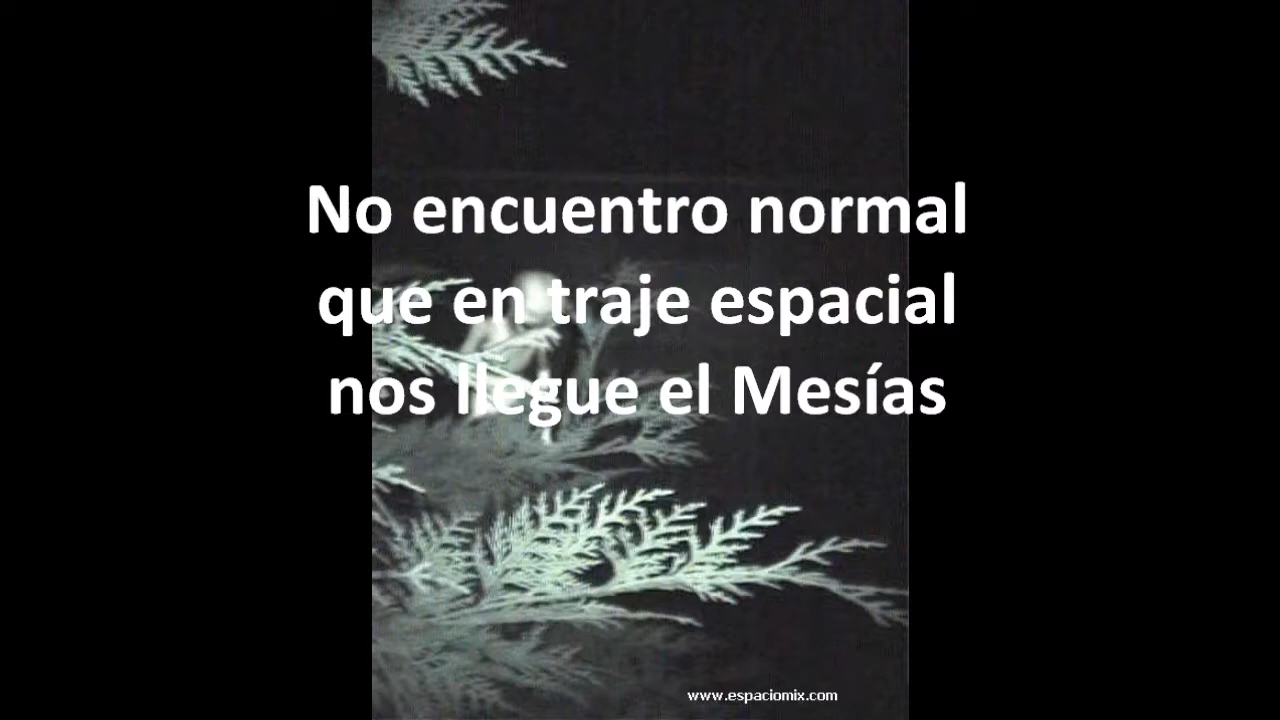 No encuentro normal
que en traje espacial
nos llegue el Mesías
www.espaciomix.com